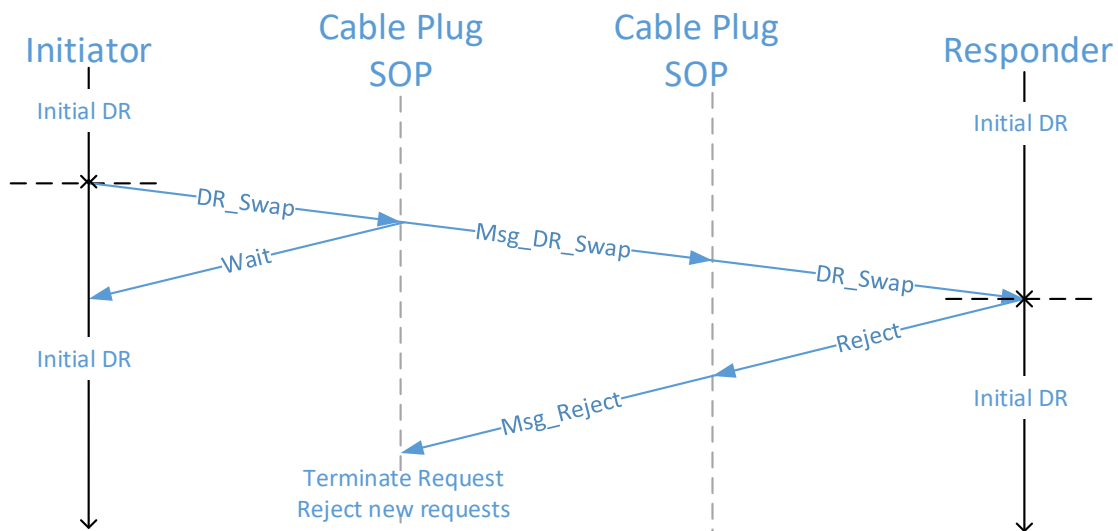 Initiator
Cable Plug
SOP
Cable Plug
SOP
Responder
Initial DR
Initial DR
DR_Swap
Msg_DR_Swap
DR_Swap
Wait
Reject
Initial DR
Initial DR
Msg_Reject
Terminate Request
Reject new requests